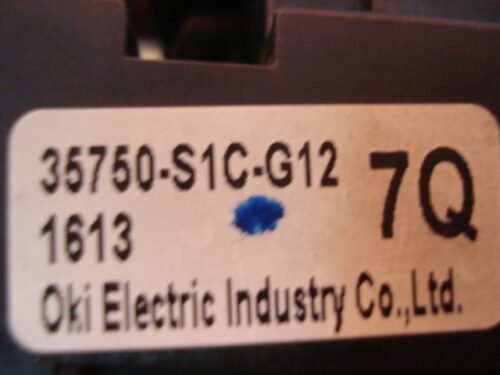 35750-S1C-G12
7Q
1613
Oki Electric Industry Co.,Ltd.